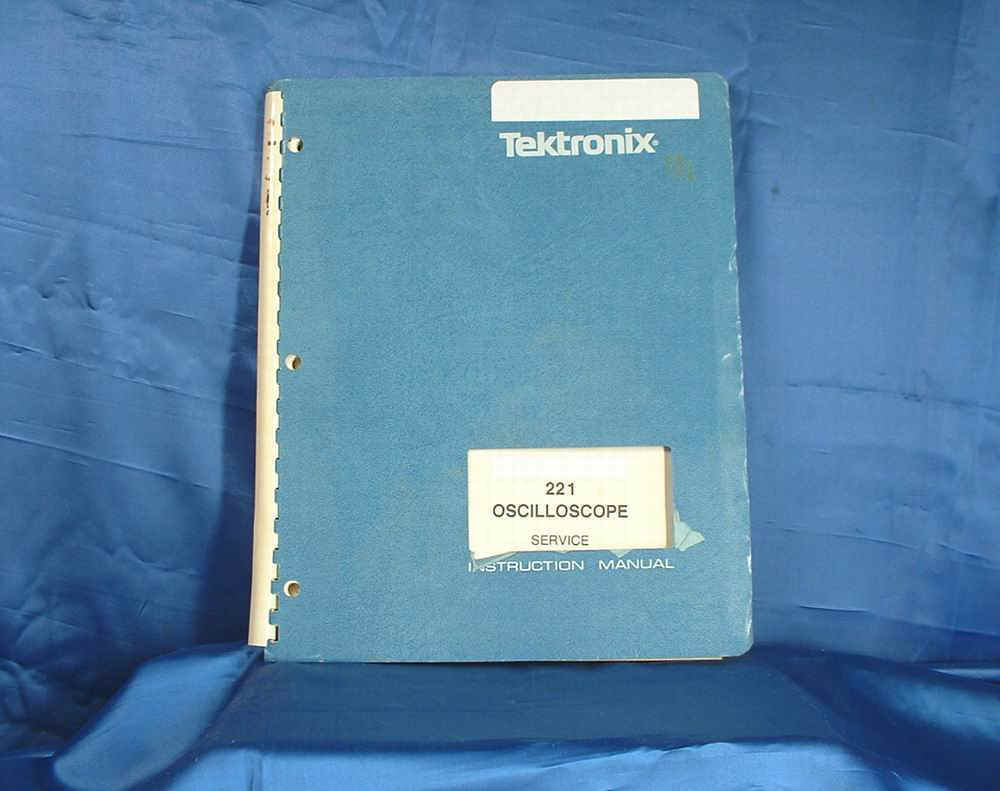 Tektronix®
221
OSCILLOSCOPE
SERVICE
INSTRUCTION MANUAL